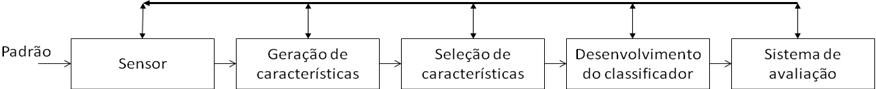 Padrão
Sensor
Geração de
características
Seleção de
características
Desenvolvimento
do classificador
Sistema de
avaliação